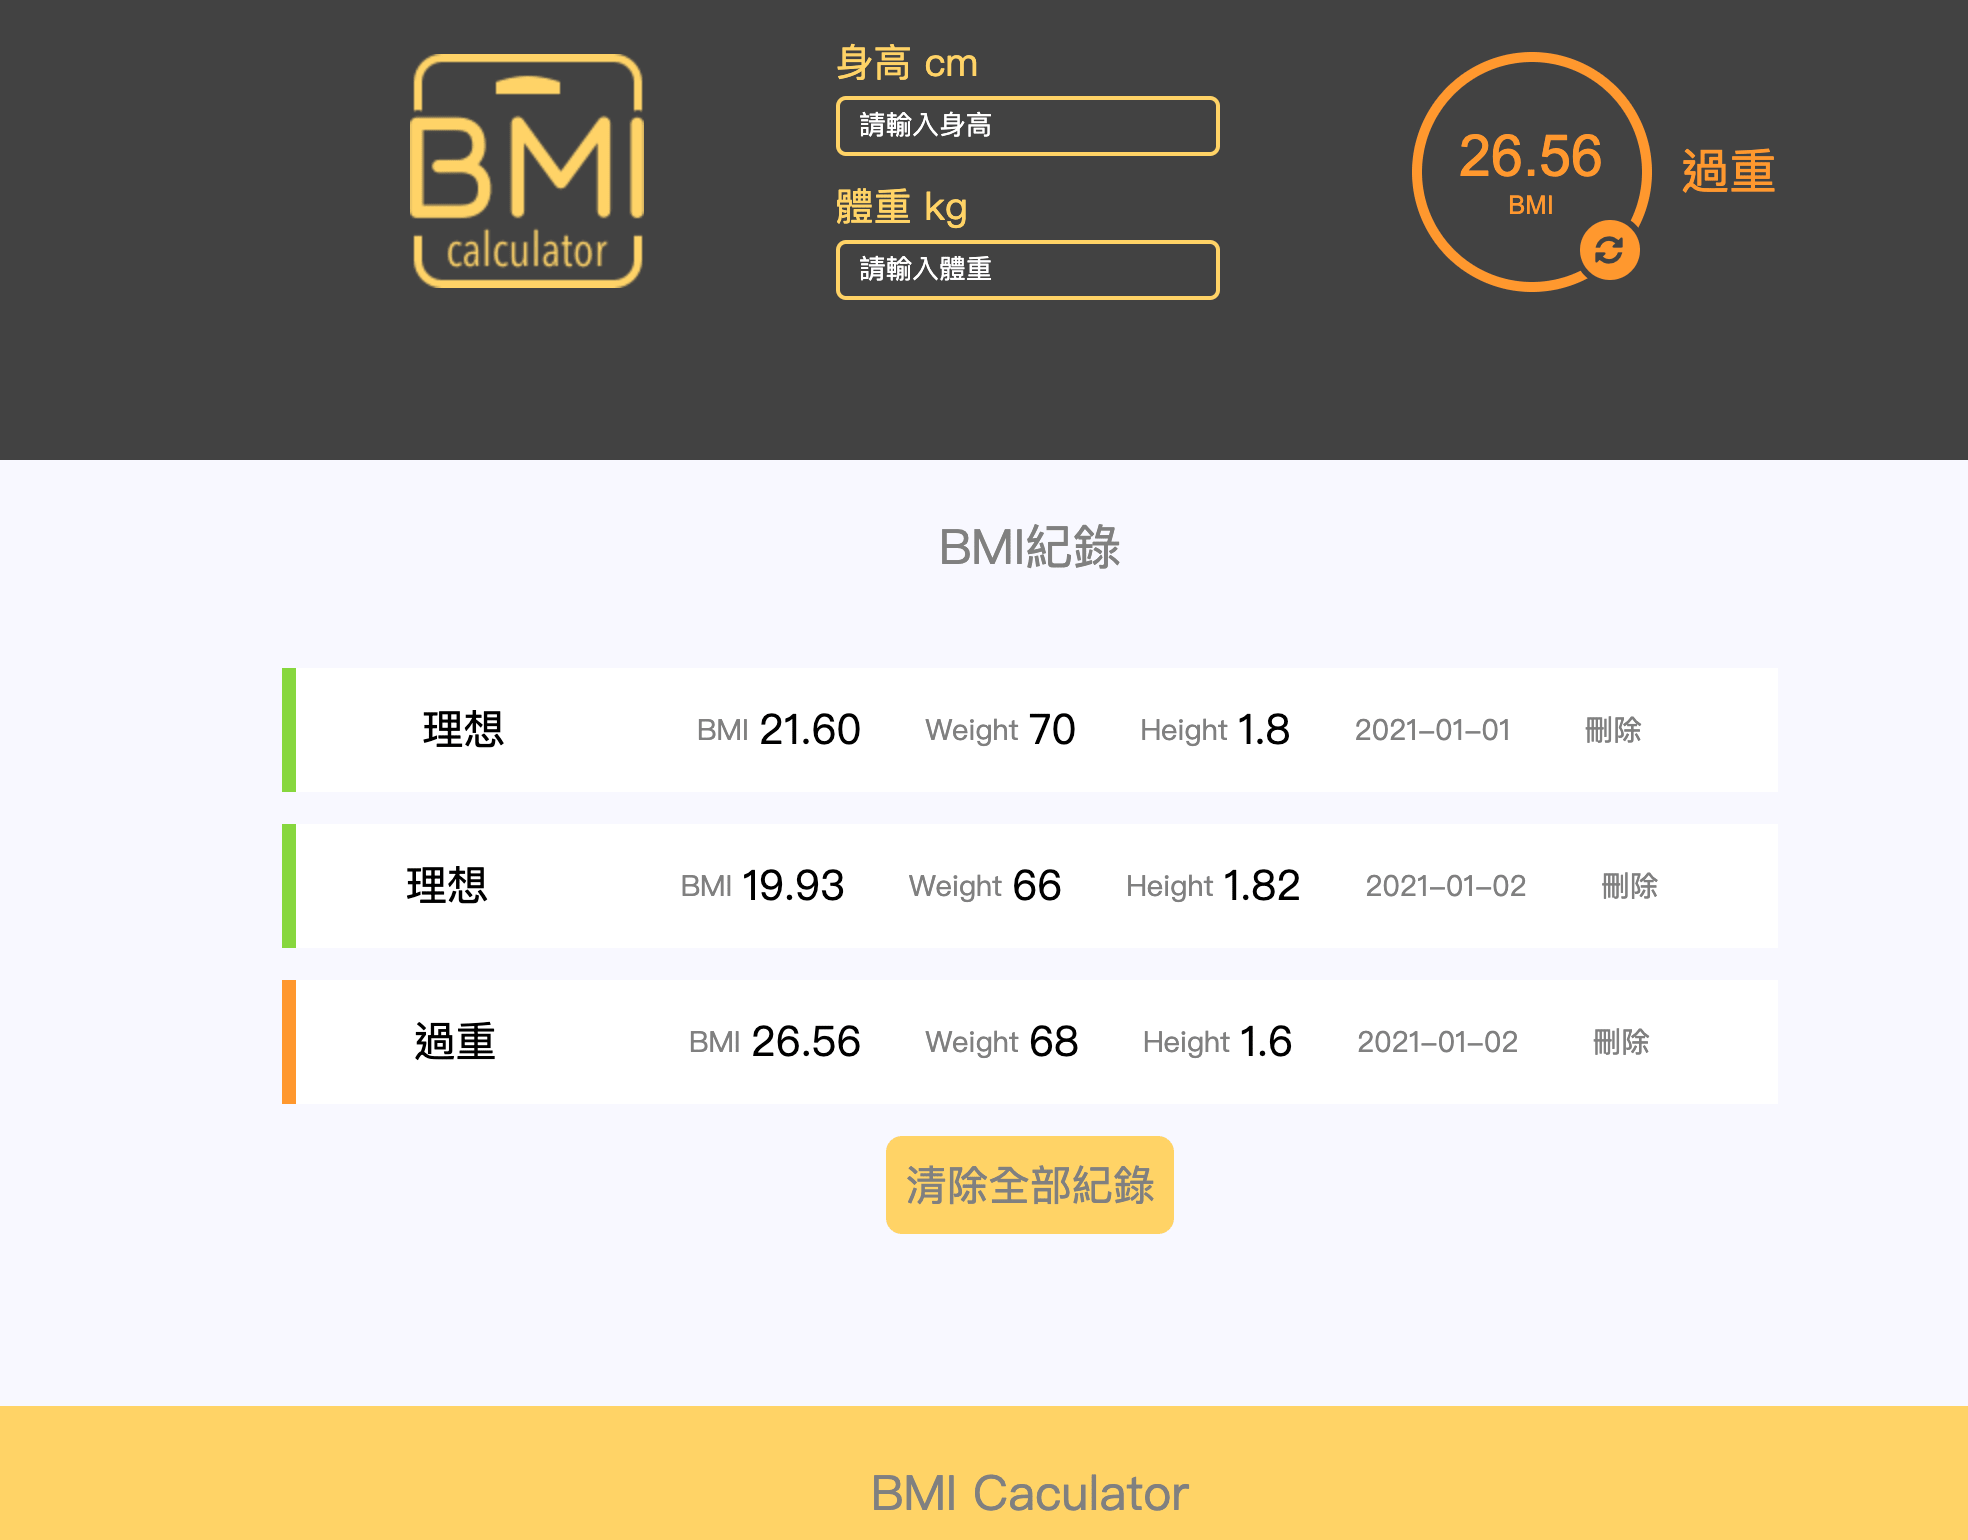 BMI
calculator
身高 cm
請輸入身高
體重 kg
請輸入體重
26.56
BMI
過重
BMI紀錄
理想 BMI 21.60 Weight 70 Height 1.8 2021-01-01 刪除
理想 BMI 19.93 Weight 66 Height 1.82 2021-01-02 刪除
過重 BMI 26.56 Weight 68 Height 1.6 2021-01-02 刪除
清除全部紀錄
BMI Caculator